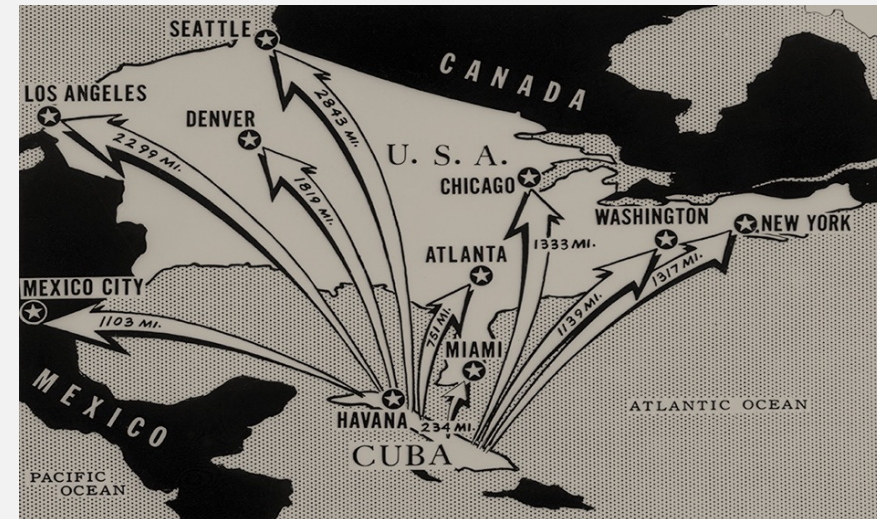 SEATTLE
CANADA
LOS ANGELES
2843 MI.
DENVER
2299 MI.
U. S. A.
CHICAGO
1819 MI.
WASHINGTON
NEW YORK
1333 MI.
ATLANTA
1317 MI.
MEXICO CITY
1139 MI.
1103 MI.
751 MI.
MIAMI
MEXICO
ATLANTIC OCEAN
HAVANA
234 MI.
CUBA
PACIFIC
OCEAN